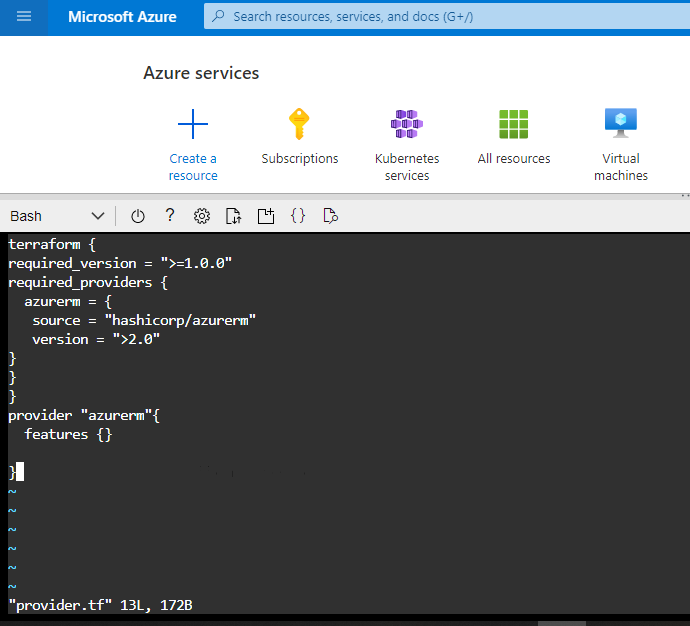 Microsoft Azure
Search resources, services, and docs (G+/)
Azure services
Create a
resource
Subscriptions
Kubernetes
services
All resources
Virtual
machines
Bash
?
{ }
terraform {
required_version = ">=1.0.0"
required_providers {
  azurerm = {
   source = "hashicorp/azurerm"
   version = ">2.0"
}
}
}
provider "azurerm"{
  features {}
}
~
~
~
~
~
~
"provider.tf" 13L, 172B